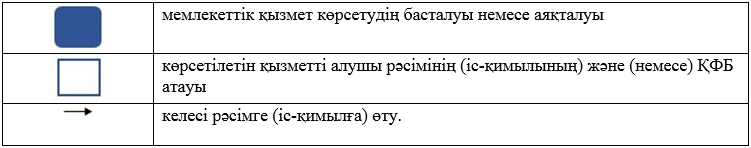 мемлекеттік қызмет көрсетудің басталуы немесе аяқталуы
көрсетілетін қызметті алушы рәсімінің (іс-қимылының) және (немесе) ҚФБ
атауы
келесі рәсімге (іс-қимылға) өту.